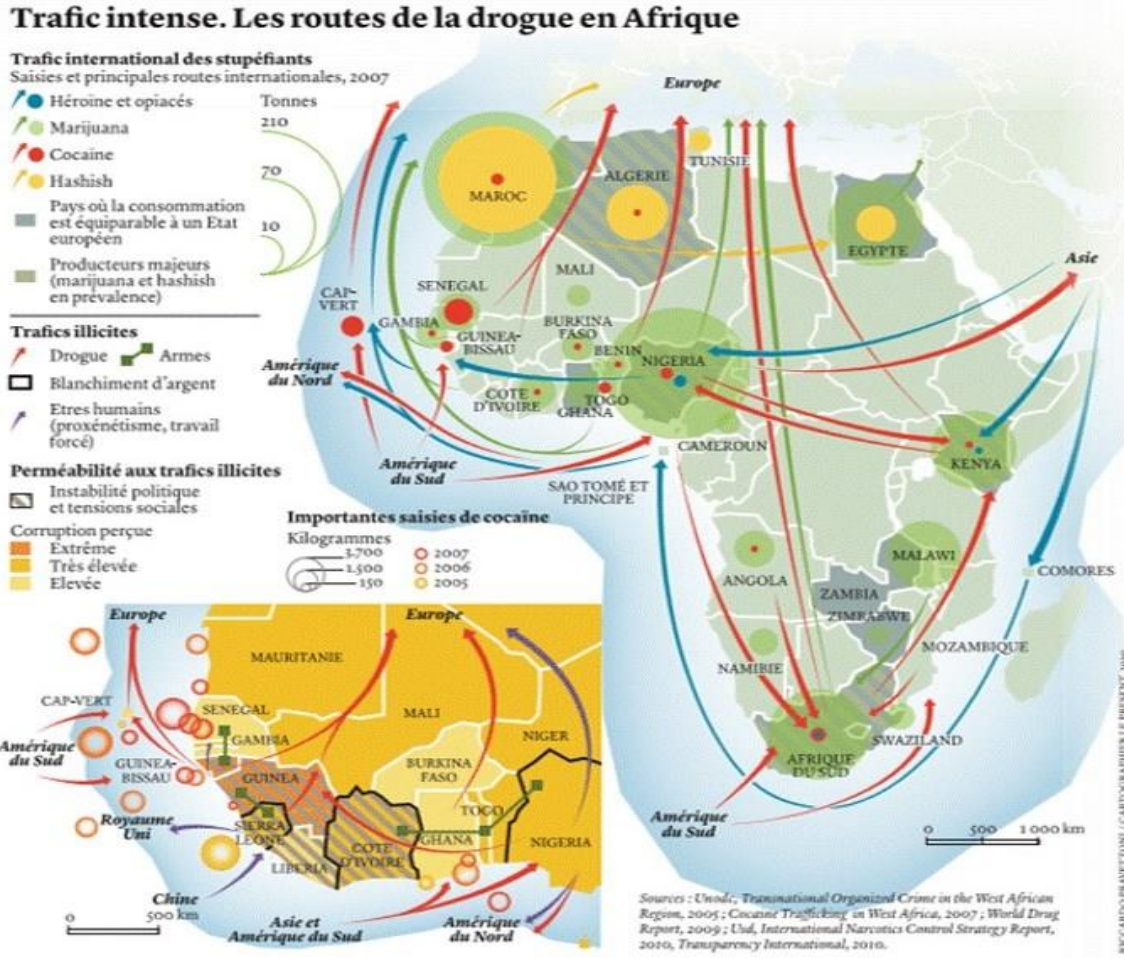 Trafic intense. Les routes de la drogue en Afrique
Trafic international des stupéfiants
Saisies et principales routes internationales, 2007
Héroïne et opiacés
Marijuana
Cocaïne
Hashish
Pays où la consommation
est équiparable à un Etat
européen
Producteurs majeurs
(marijuana et hashish
en prévalence)
Tonnes
210
70
10
Trafics illicites
Drogue
Armes
Blanchiment d'argent
Etres humains
(proxénétisme, travail
forcé)
Perméabilité aux trafics illicites
Instabilité politique
et tensions sociales
Corruption perçue
Extrême
Très élevée
Elevée
Importantes saisies de cocaïne
Kilogrammes
3.700
1.500
150
2007
2006
2005
Europe
MAROC
ALGERIE
TUNISIE
EGYPTE
Asie
MALI
SENEGAL
CAP-
VERT
GAMBIA
GUINEA-
BISSAU
BURKINA
FASO
BENIN
NIGERIA
Amérique
du Nord
COTE
D'IVOIRE
TOGO
GHANA
CAMEROUN
KENYA
Amérique
du Sud
SAO TOMÉ ET
PRINCIPE
ANGOLA
MALAWI
COMORES
ZAMBIA
ZIMBABWE
MOZAMBIQUE
NAMIBIE
SWAZILAND
AFRIQUE
DU SUD
Amérique
du Sud
0 500 1 000 km
Europe
Europe
MAURITANIE
CAP-VERT
SENEGAL
MALI
NIGER
GAMBIA
Amérique
du Sud
GUINEA-
BISSAU
GUINEA
BURKINA
FASO
Royaume
Uni
SIERRA
LEONE
TOGO
GHANA
NIGERIA
LIBERIA
COTE
D'IVOIRE
Chine
0 500 km
Asie et
Amérique du Sud
Amérique
du Nord
Sources : Unodc, Transnational Organized Crime in the West African
Region, 2005 ; Cocaine Trafficking in West Africa, 2007 ; World Drug
Report, 2009 ; Usd, International Narcotics Control Strategy Report,
2010, Transparency International, 2010.
RICCARDO PRAVETTONI / CARTOGRAPHIER LE PRESENT, 2010